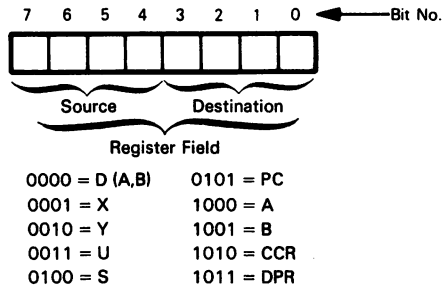 7 6 5 4 3 2 1 0 Bit No.
Source Destination
Register Field
0000 = D (A,B) 0101 = PC
0001 = X 1000 = A
0010 = Y 1001 = B
0011 = U 1010 = CCR
0100 = S 1011 = DPR